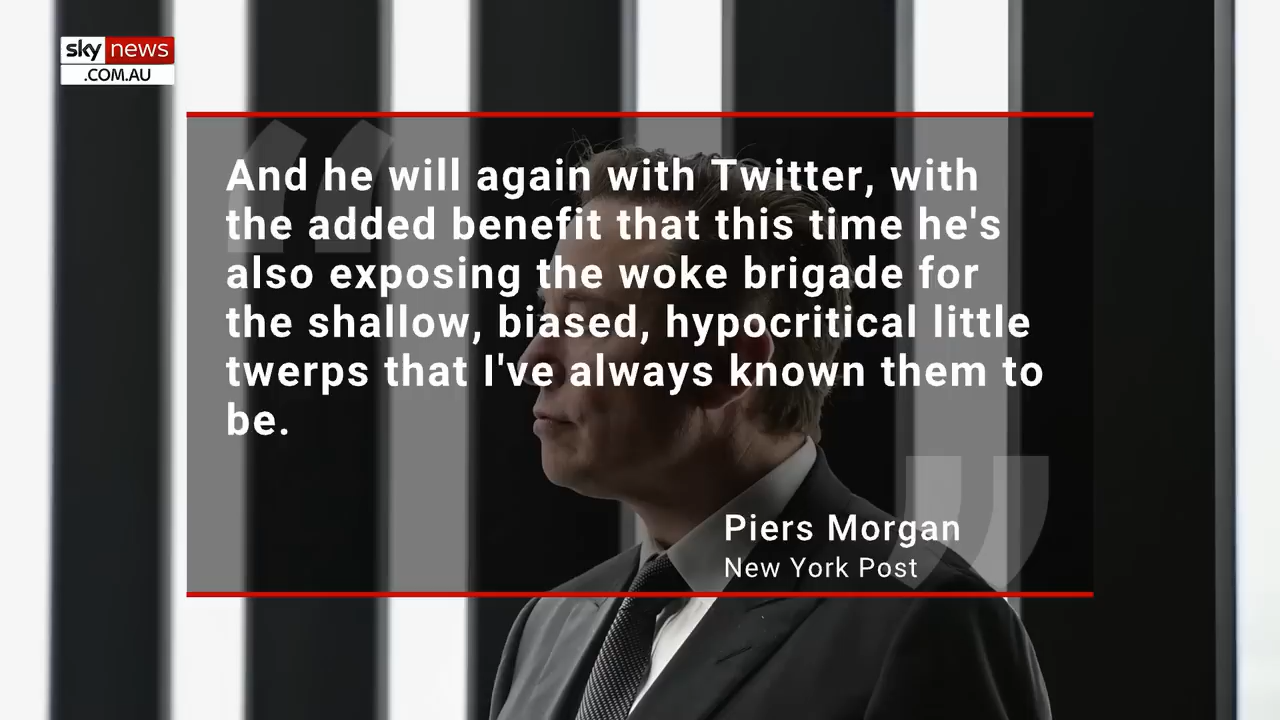 sky news
.COM.AU
And he will again with Twitter, with
the added benefit that this time he's
also exposing the woke brigade for
the shallow, biased, hypocritical little
twerps that I've always known them to
be.
Piers Morgan
New York Post